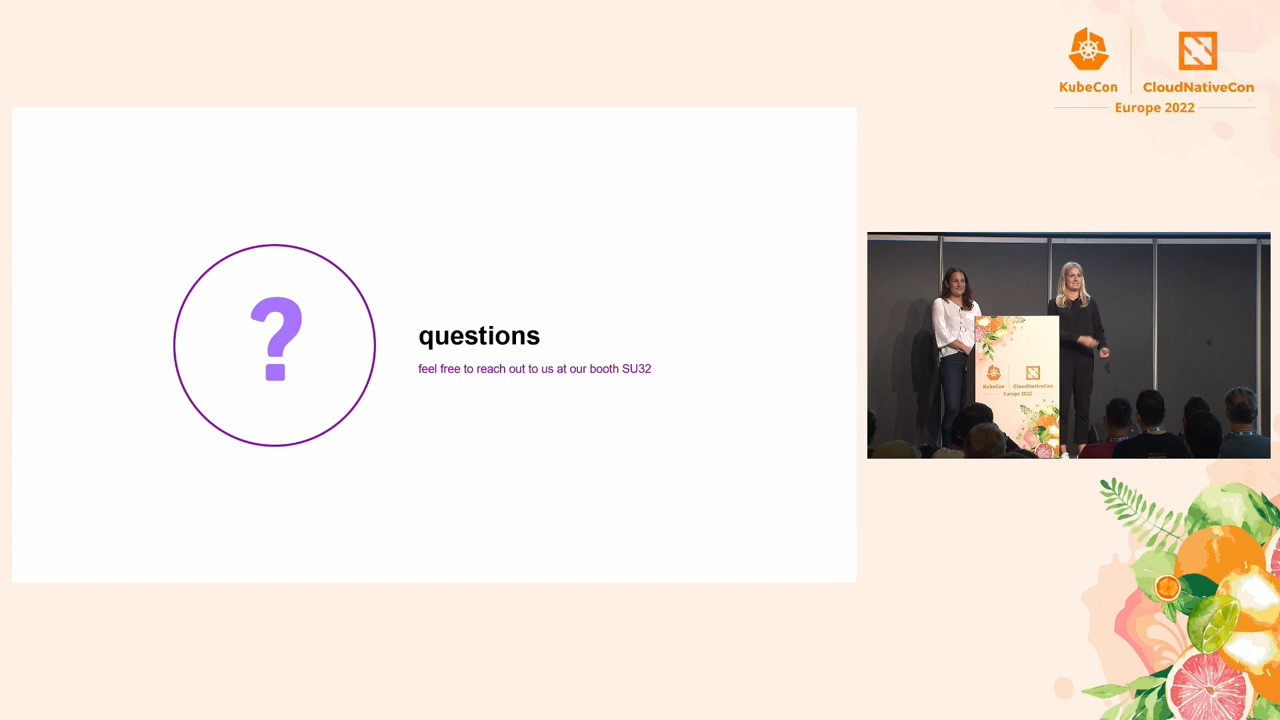 KubeCon
CloudNativeCon
Europe 2022
questions
feel free to reach out to us at our booth SU32
KubeCon
CloudNativeCon
Europe 2022